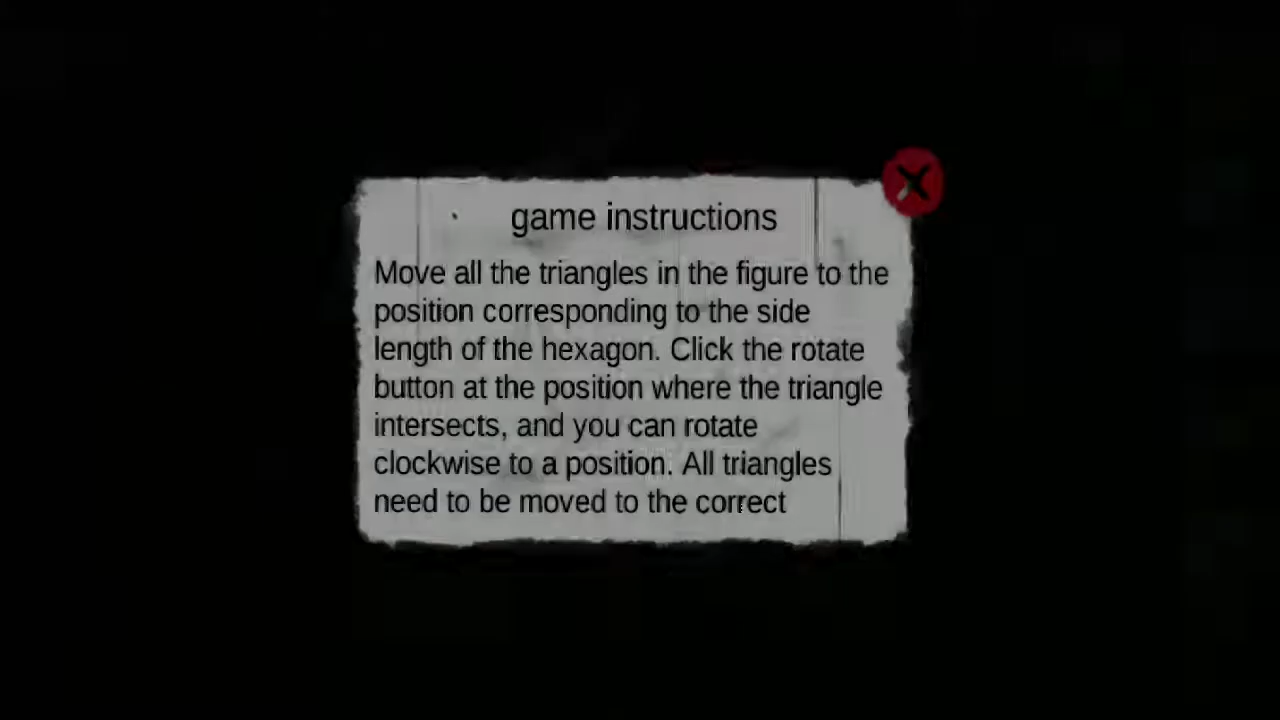 game instructions
Move all the triangles in the figure to the
position corresponding to the side
length of the hexagon. Click the rotate
button at the position where the triangle
intersects, and you can rotate
clockwise to a position. All triangles
need to be moved to the correct